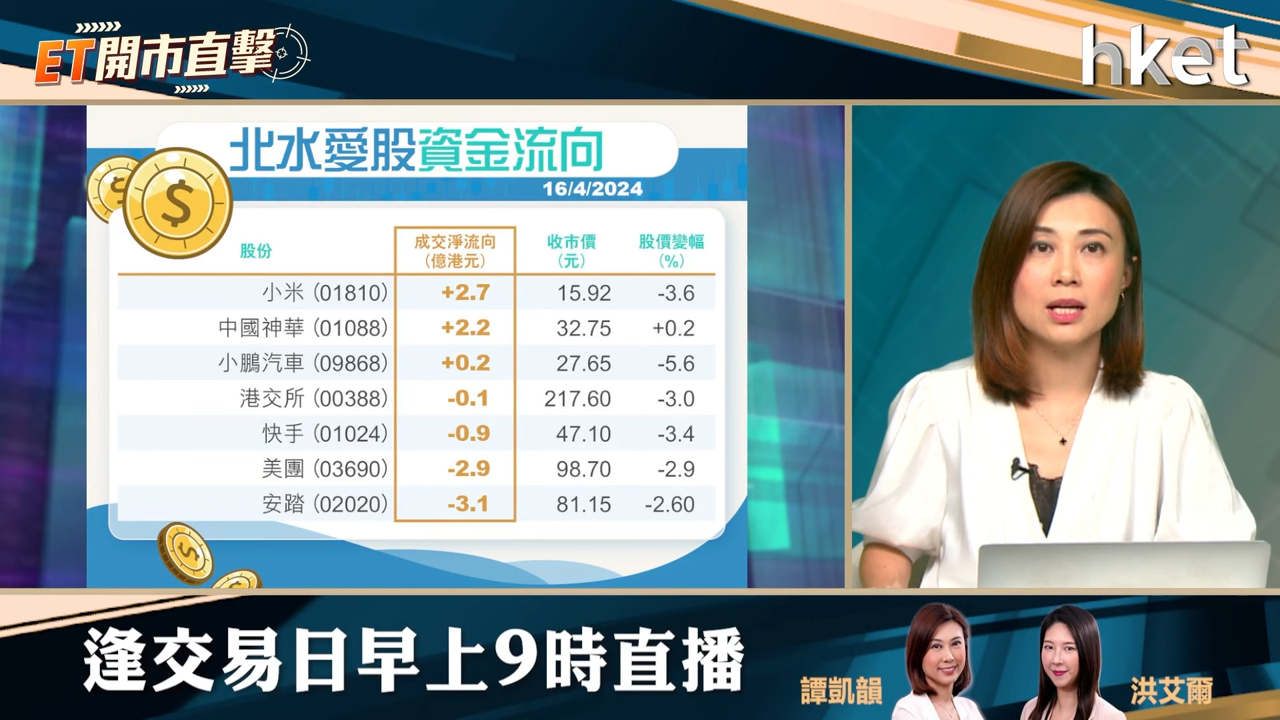 ET開市直擊
hket
北水愛股資金流向
16/4/2024
股份 成交淨流向 (億港元) 收市價 (元) 股價變幅 (%)
小米 (01810) +2.7 15.92 -3.6
中國神華 (01088) +2.2 32.75 +0.2
小鵬汽車 (09868) +0.2 27.65 -5.6
港交所 (00388) -0.1 217.60 -3.0
快手 (01024) -0.9 47.10 -3.4
美團 (03690) -2.9 98.70 -2.9
安踏 (02020) -3.1 81.15 -2.60
逢交易日早上9時直播
譚凱韻
洪艾爾